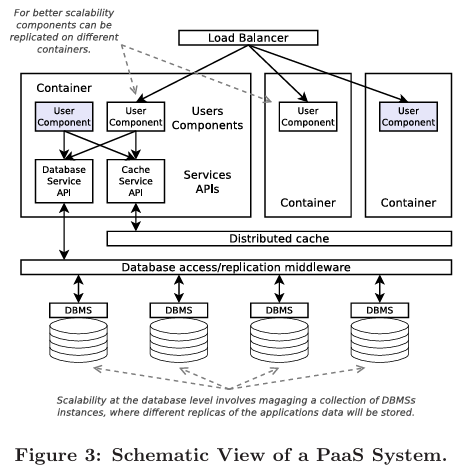 For better scalability
components can be
replicated on different
containers.
Load Balancer
Container
User
Component
User
Component
Users
Components
User
Component
User
Component
Database
Service
API
Cache
Service
API
Services
APIs
Container
Container
Distributed cache
Database access/replication middleware
DBMS
DBMS
DBMS
DBMS
Scalability at the database level involves magaging a collection of DBMSs
instances, where different replicas of the applications data will be stored.
Figure 3: Schematic View of a PaaS System.